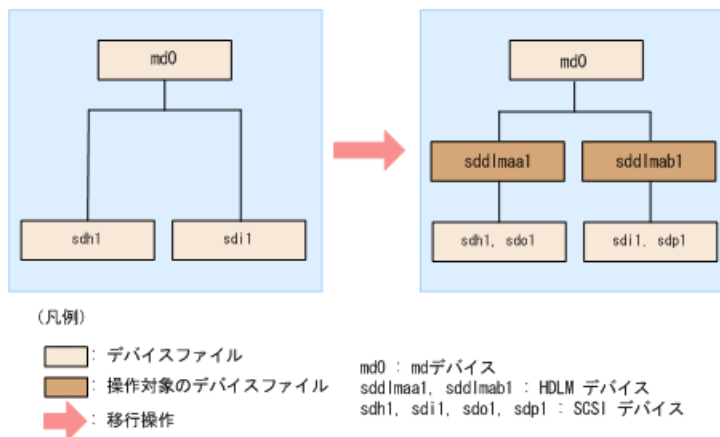 md0
sdh1
sdi1
md0
sddlmaa1
sddlmab1
sdh1, sdo1
sdi1, sdp1
(凡例)
: デバイスファイル
: 操作対象のデバイスファイル
: 移行操作
md0 : mdデバイス
sddlmaa1, sddlmab1 : HDLM デバイス
sdh1, sdi1, sdo1, sdp1 : SCSI デバイス